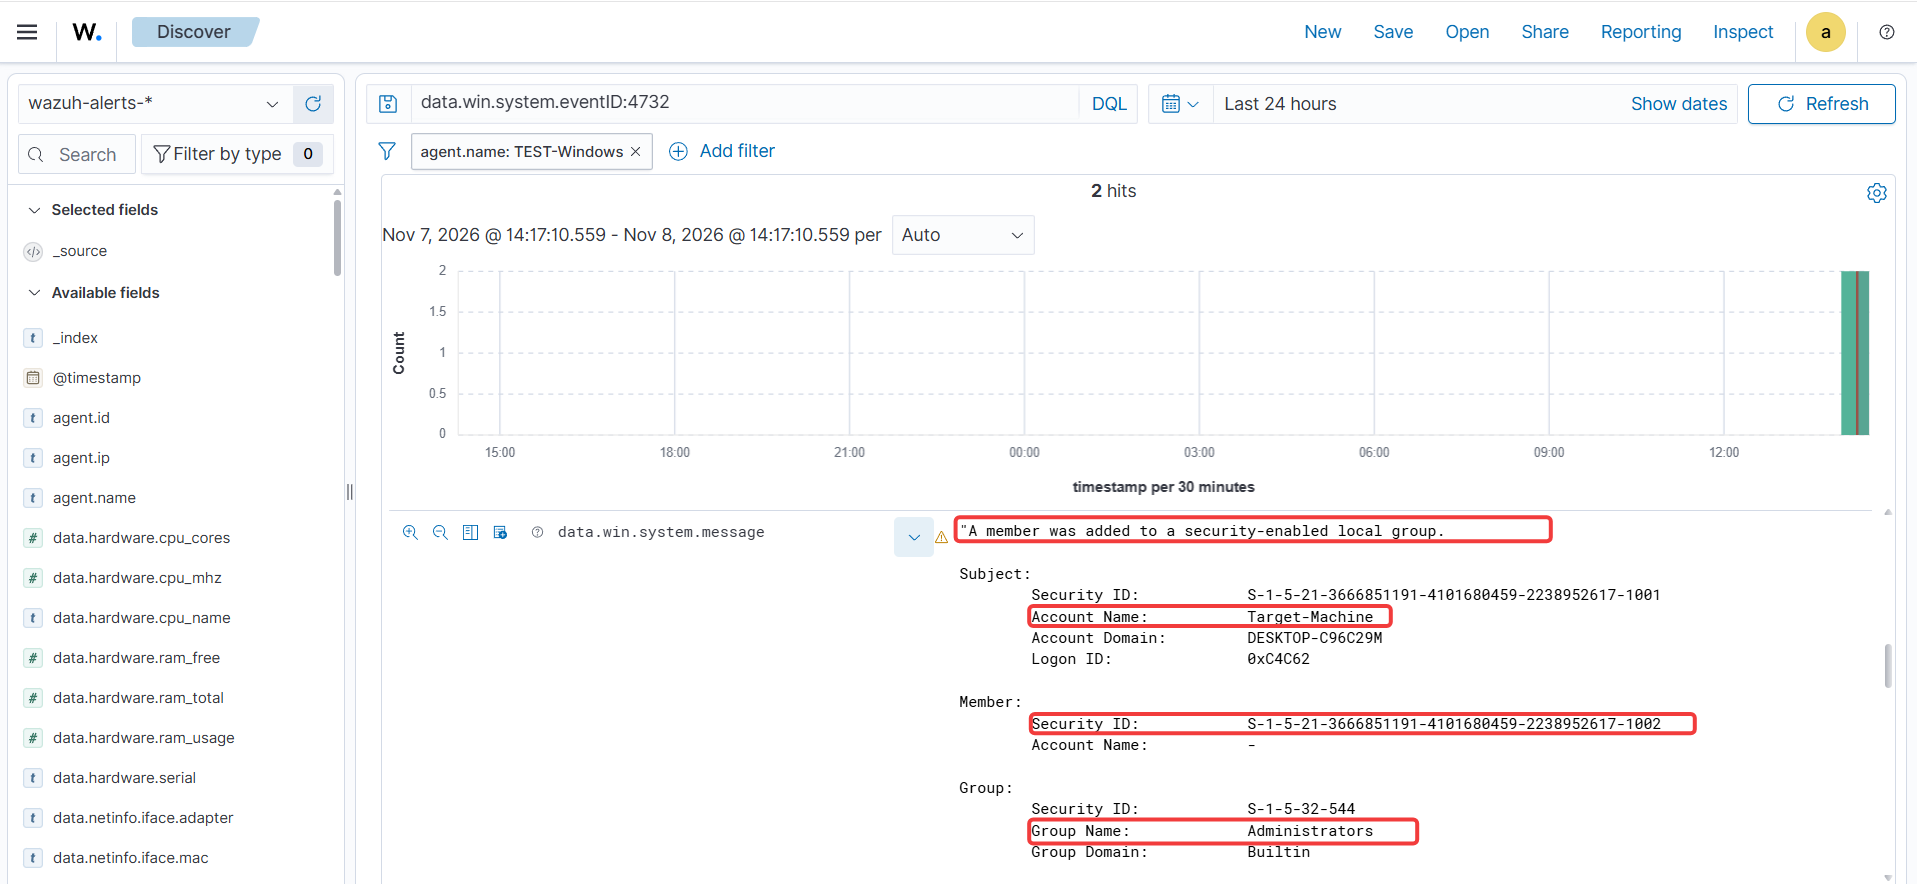 W. Discover New Save Open Share Reporting Inspect a
wazuh-alerts-*
data.win.system.eventID:4732 DQL Last 24 hours Show dates Refresh
Search Filter by type 0
agent.name: TEST-Windows × Add filter
Selected fields
_source
Available fields
t _index
@timestamp
t agent.id
t agent.ip
t agent.name
# data.hardware.cpu_cores
# data.hardware.cpu_mhz
t data.hardware.cpu_name
# data.hardware.ram_free
# data.hardware.ram_total
# data.hardware.ram_usage
t data.hardware.serial
t data.netinfo.iface.adapter
t data.netinfo.iface.mac
2 hits
Nov 7, 2026 @ 14:17:10.559 - Nov 8, 2026 @ 14:17:10.559 per Auto
Count
2
1.5
1
0.5
0
15:00 18:00 21:00 00:00 03:00 06:00 09:00 12:00
timestamp per 30 minutes
data.win.system.message
"A member was added to a security-enabled local group.
Subject:
Security ID: S-1-5-21-3666851191-4101680459-2238952617-1001
Account Name: Target-Machine
Account Domain: DESKTOP-C96C29M
Logon ID: 0xC4C62
Member:
Security ID: S-1-5-21-3666851191-4101680459-2238952617-1002
Account Name: -
Group:
Security ID: S-1-5-32-544
Group Name: Administrators
Group Domain: Builtin